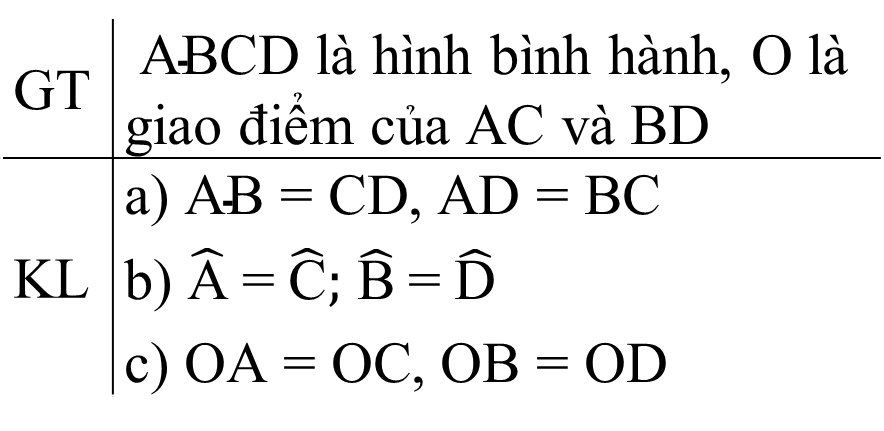 GT
ABCD là hình bình hành, O là
giao điểm của AC và BD
KL
a) AB = CD, AD = BC
b) Â = Ĉ; B̂ = D̂
c) OA = OC, OB = OD